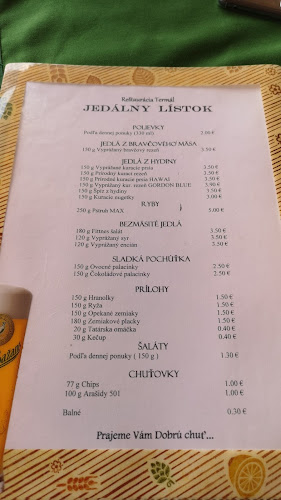 Reštaurácia Termál
JEDÁLNY LÍSTOK
POLIEVKY
Podľa dennej ponuky (330 ml) 3.50 €
JEDLÁ Z BRAVČOVÉHO MÄSA
150 g Vyprážaný bravčový rezeň 3.50 €
JEDLÁ Z HYDINY
150 g Vyprážané kuracie prsia 3.50 €
150 g Prírodný kurací rezeň 3.50 €
150 g Prírodné kuracie prsia HAWAI 3.50 €
150 g Vyprážaný kur. rezeň GORDON BLUE 3.90 €
150 g Špíz z hydiny 3.50 €
150 g Kuracie nugetky 3.00 €
RYBY
250 g Pstruh MAX 5.00 €
BEZMÄSITÉ JEDLÁ
180 g Fittnes šalát 3.50 €
120 g Vyprážaný syr 3.50 €
120 g Vyprážaný encián 3.50 €
SLADKÁ POCHÚŤKA
150 g Ovocné palacinky 2.50 €
150 g Čokoládové palacinky 2.50 €
PRÍLOHY
150 g Hranolky 1.50 €
150 g Ryža 1.50 €
150 g Opekané zemiaky 1.50 €
180 g Zemiakové placky 1.50 €
20 g Tatárska omáčka 0.40 €
30 g Kečup 0.40 €
ŠALÁTY
Podľa dennej ponuky ( 150 g ) 1.30 €
CHUŤOVKY
77 g Chips 1.00 €
100 g Arašidy 501 1.00 €
Balné 0.30 €
Prajeme Vám Dobrú chuť...